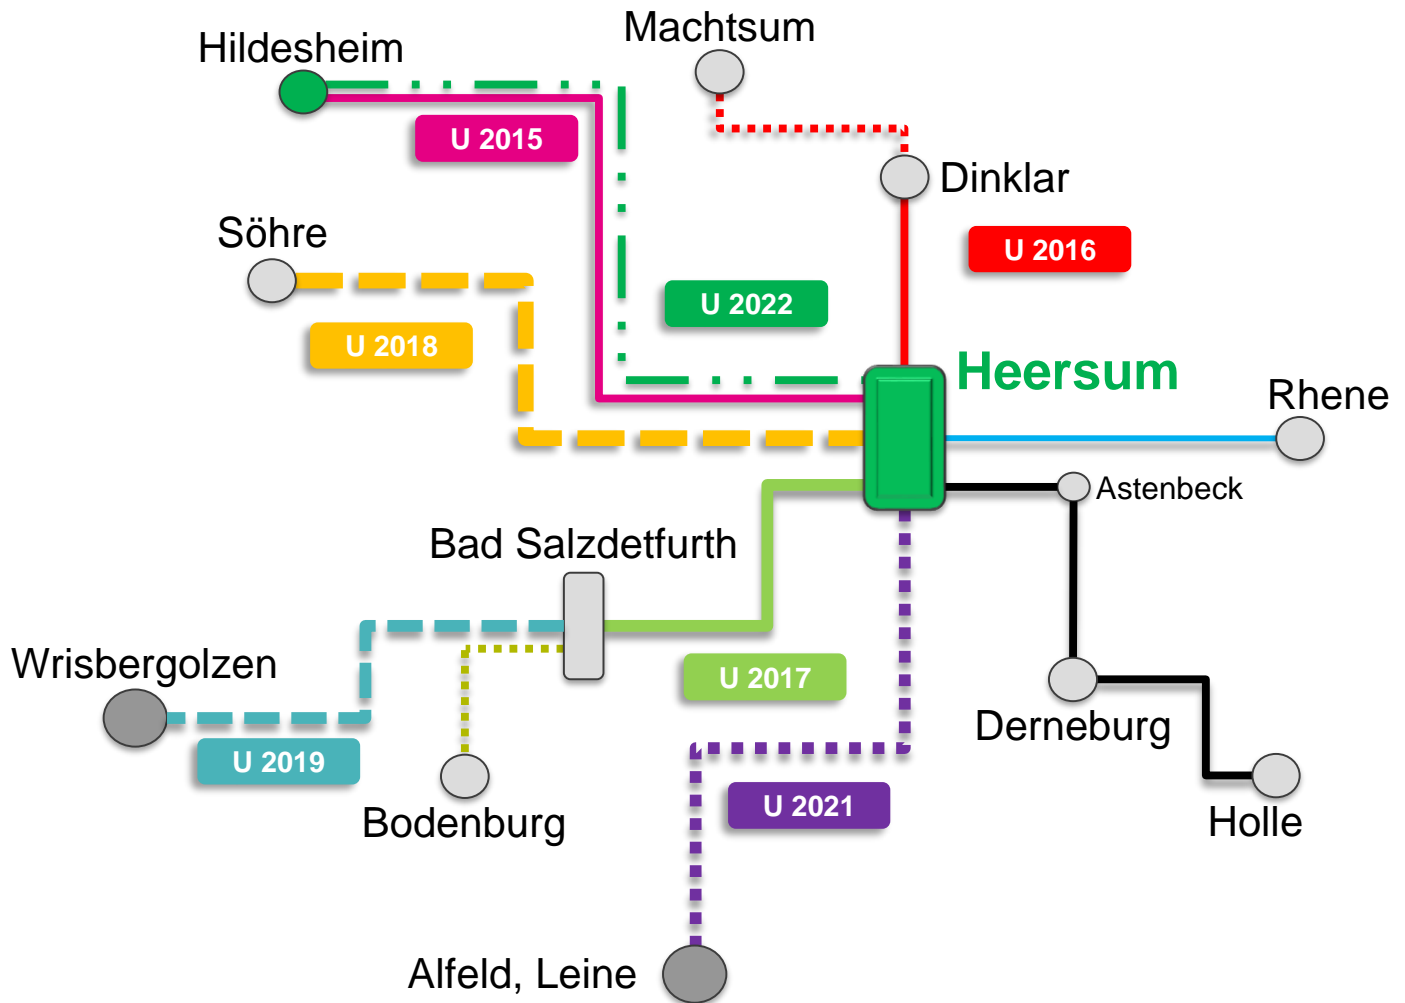 Machtsum
Hildesheim
U 2015
Dinklar
Söhre
U 2016
U 2022
U 2018
Heersum
Rhene
Astenbeck
Bad Salzdetfurth
Wrisbergolzen
U 2017
Derneburg
U 2019
U 2021
Bodenburg
Holle
Alfeld, Leine